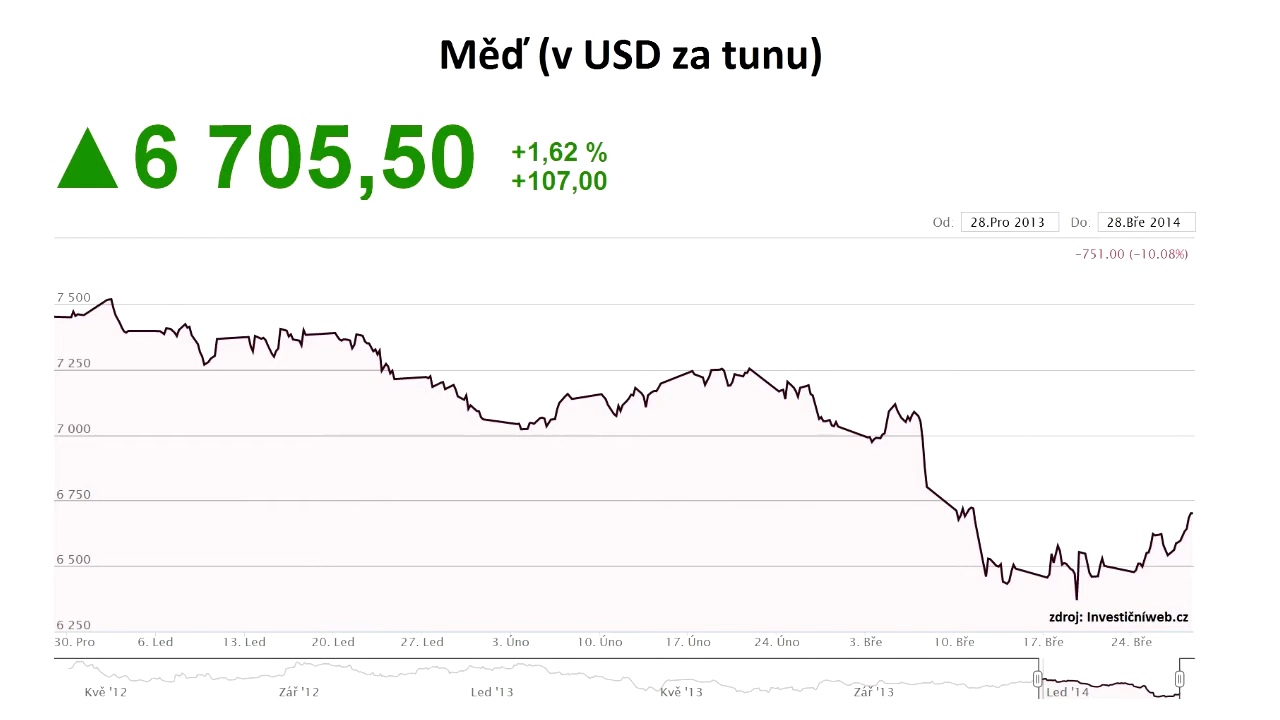 Měď (v USD za tunu)
▲6 705,50
+1,62 %
+107,00
Od: 28.Pro 2013 Do. 28.Bře 2014
-751.00 (-10.08%)
7 500
7 250
7 000
6 750
6 500
6 250
zdroj: Investičníweb.cz
30. Pro 6. Led 13. Led 20. Led 27. Led 3. Úno 10. Úno 17. Úno 24. Úno 3. Bře 10. Bře 17. Bře 24. Bře
Kvě '12 Zář '12 Led '13 Kvě '13 Zář '13 Led '14